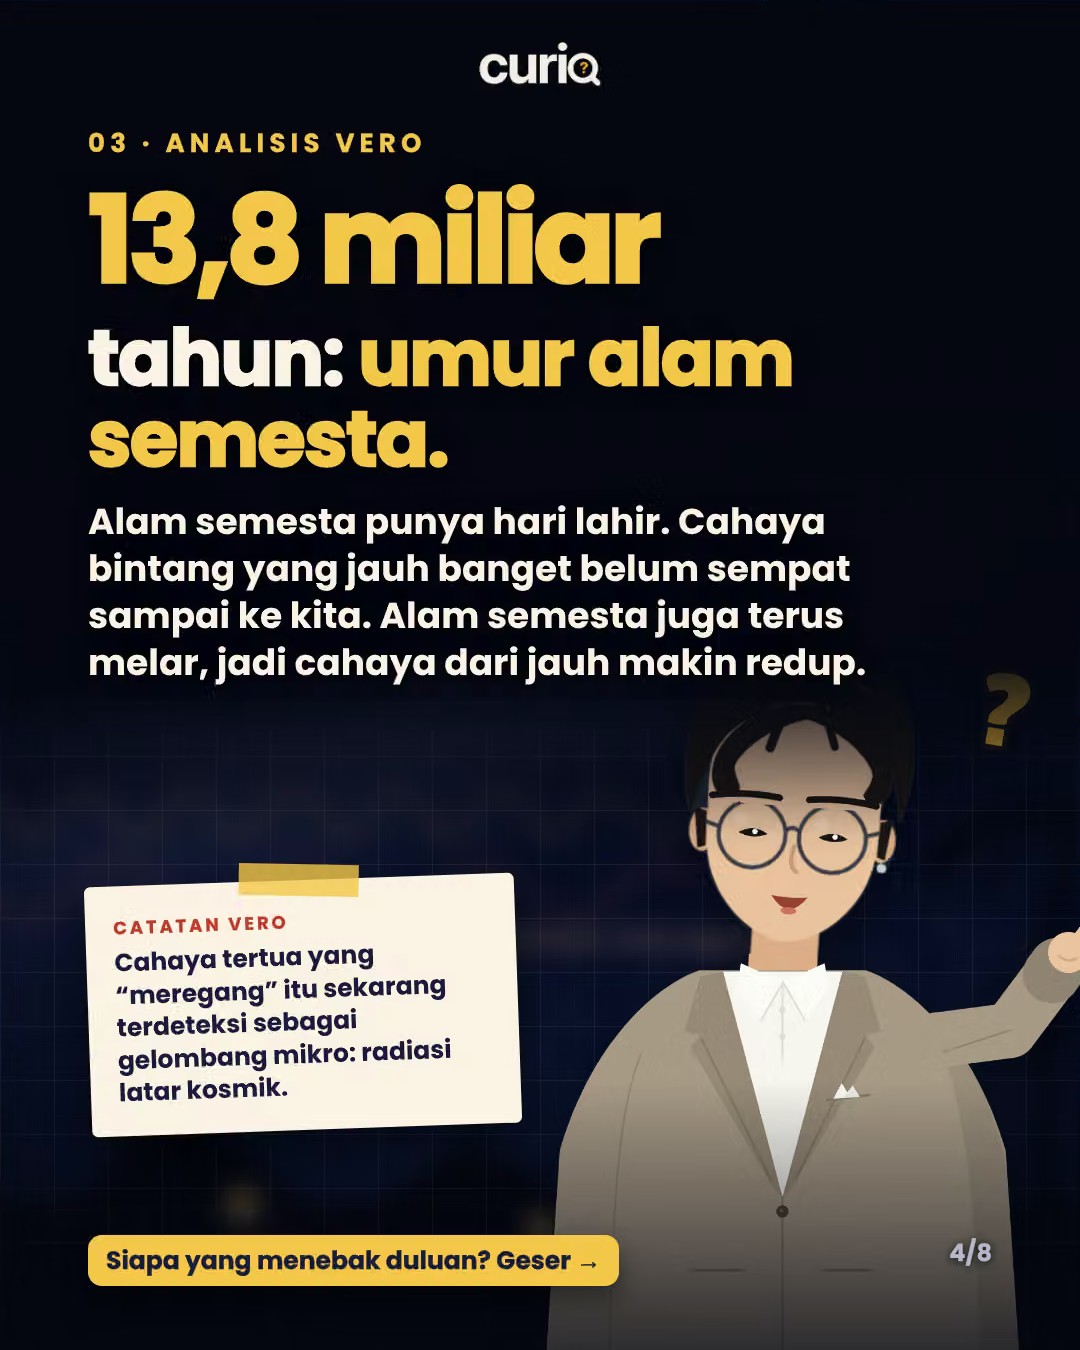 curiq
03 · ANALISIS VERO
13,8 miliar
tahun: umur alam
semesta.
Alam semesta punya hari lahir. Cahaya
bintang yang jauh banget belum sempat
sampai ke kita. Alam semesta juga terus
melar, jadi cahaya dari jauh makin redup.
?
CATATAN VERO
Cahaya tertua yang
“meregang” itu sekarang
terdeteksi sebagai
gelombang mikro: radiasi
latar kosmik.
Siapa yang menebak duluan? Geser →
4/8